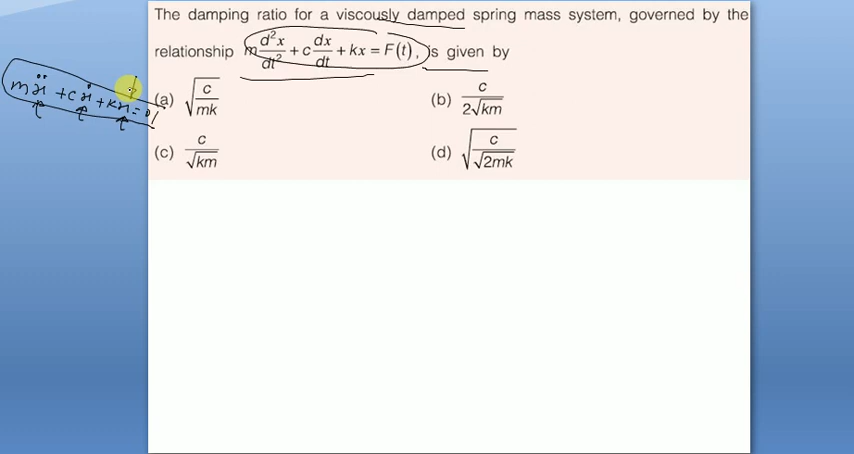 The damping ratio for a viscously damped spring mass system, governed by the
relationship m d²x/dt² + c dx/dt + kx = F(t), is given by
mẍ + cẋ + kx = 0
(a) √(c/mk)
(b) c/2√km
(c) c/√km
(d) √(c/√2mk)